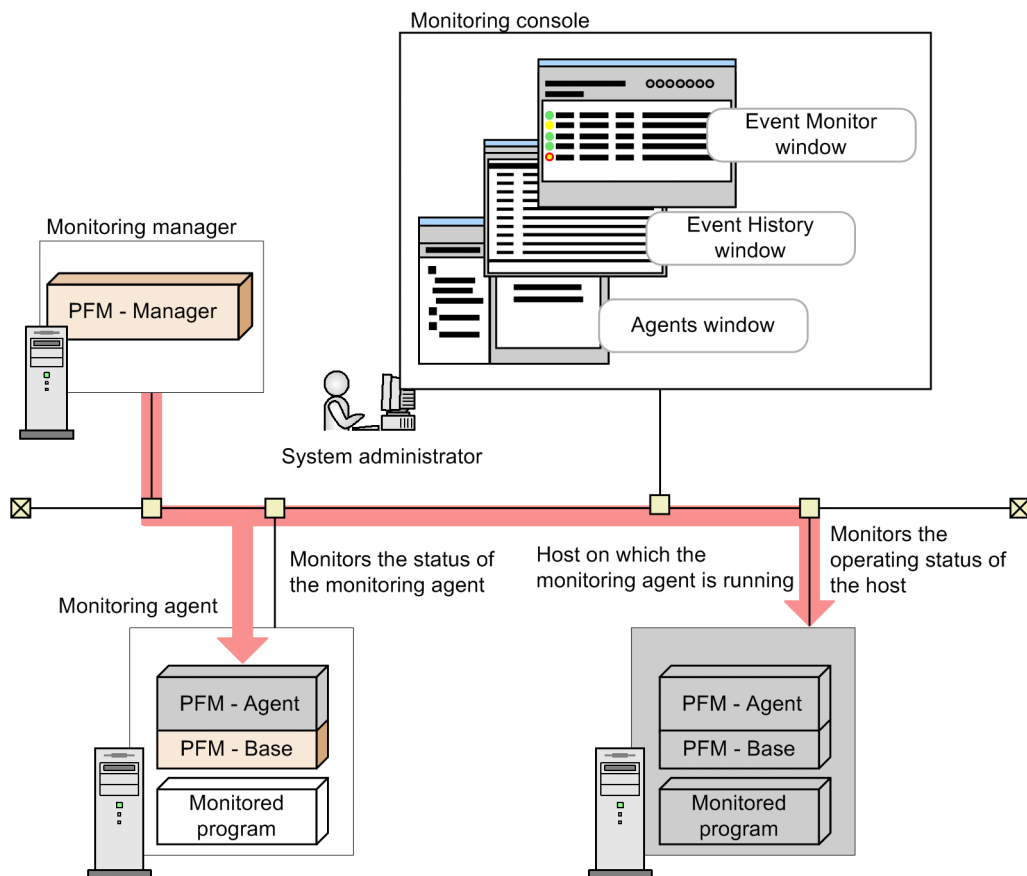 Monitoring console
Event Monitor
window
Event History
window
Agents window
Monitoring manager
PFM - Manager
System administrator
Monitors the status of
the monitoring agent
Monitoring agent
Host on which the
monitoring agent is running
Monitors the
operating status of
the host
PFM - Agent
PFM - Base
Monitored
program
PFM - Agent
PFM - Base
Monitored
program